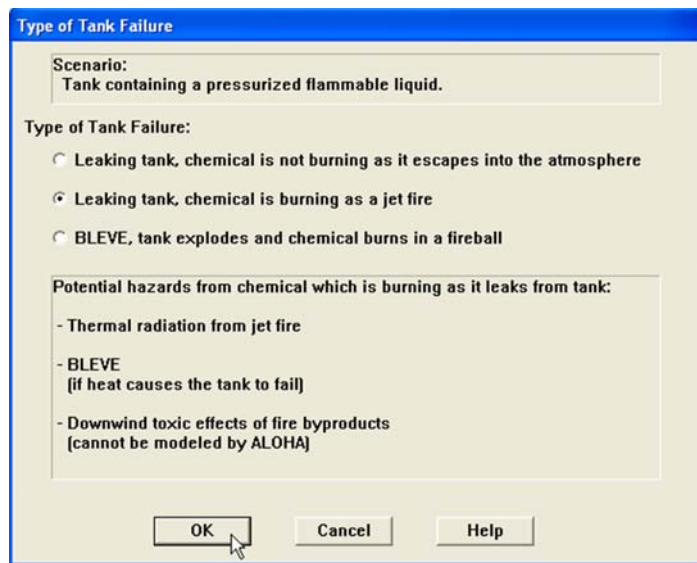 Type of Tank Failure
Scenario:
Tank containing a pressurized flammable liquid.
Type of Tank Failure:
Leaking tank, chemical is not burning as it escapes into the atmosphere
Leaking tank, chemical is burning as a jet fire
BLEVE, tank explodes and chemical burns in a fireball
Potential hazards from chemical which is burning as it leaks from tank:
- Thermal radiation from jet fire
- BLEVE
(if heat causes the tank to fail)
- Downwind toxic effects of fire byproducts
(cannot be modeled by ALOHA)
OK Cancel Help